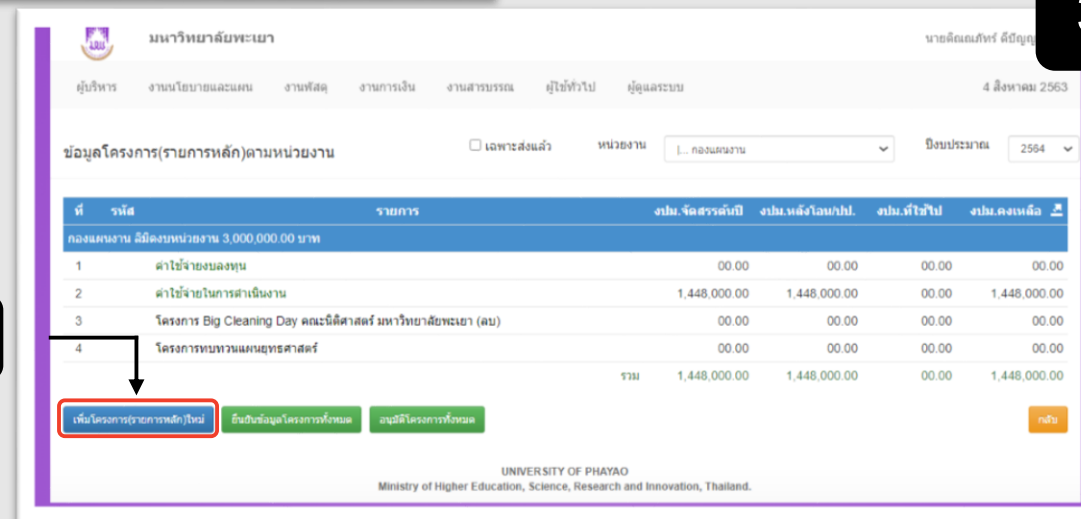 มหาวิทยาลัยพะเยา
ผู้บริหาร งานนโยบายและแผน งานพัสดุ งานการเงิน งานสารบรรณ ผู้ใช้ทั่วไป ผู้ดูแลระบบ 4 สิงหาคม 2563
ข้อมูลโครงการ(รายการหลัก)ตามหน่วยงาน เฉพาะส่งแล้ว หน่วยงาน |... กองแผนงาน ปีงบประมาณ 2564
ที่ รหัส รายการ งปม.จัดสรรต้นปี งปม.หลังโอน/ปป. งปม.ที่ใช้ไป งปม.คงเหลือ
กองแผนงาน ลิมิตงบหน่วยงาน 3,000,000.00 บาท
1 ค่าใช้จ่ายงบลงทุน 00.00 00.00 00.00 00.00
2 ค่าใช้จ่ายในการดำเนินงาน 1,448,000.00 1,448,000.00 00.00 1,448,000.00
3 โครงการ Big Cleaning Day คณะนิติศาสตร์ มหาวิทยาลัยพะเยา (ลบ) 00.00 00.00 00.00 00.00
4 โครงการทบทวนแผนยุทธศาสตร์ 00.00 00.00 00.00 00.00
รวม 1,448,000.00 1,448,000.00 00.00 1,448,000.00
เพิ่มโครงการ(รายการหลัก)ใหม่ ยืนยันข้อมูลโครงการทั้งหมด อนุมัติโครงการทั้งหมด กลับ
UNIVERSITY OF PHAYAO
Ministry of Higher Education, Science, Research and Innovation, Thailand.